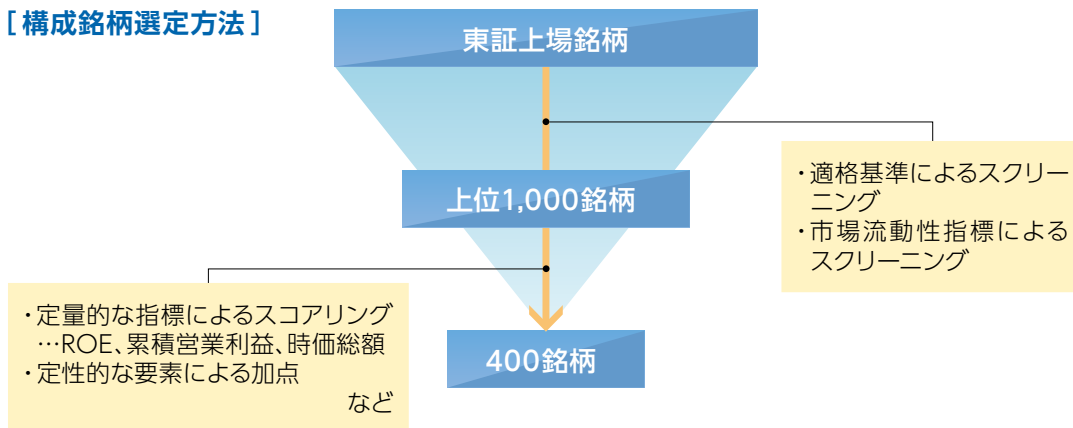 [構成銘柄選定方法]
東証上場銘柄
・適格基準によるスクリー
ニング
・市場流動性指標による
スクリーニング
上位1,000銘柄
・定量的な指標によるスコアリング
…ROE、累積営業利益、時価総額
・定性的な要素による加点
など
400銘柄